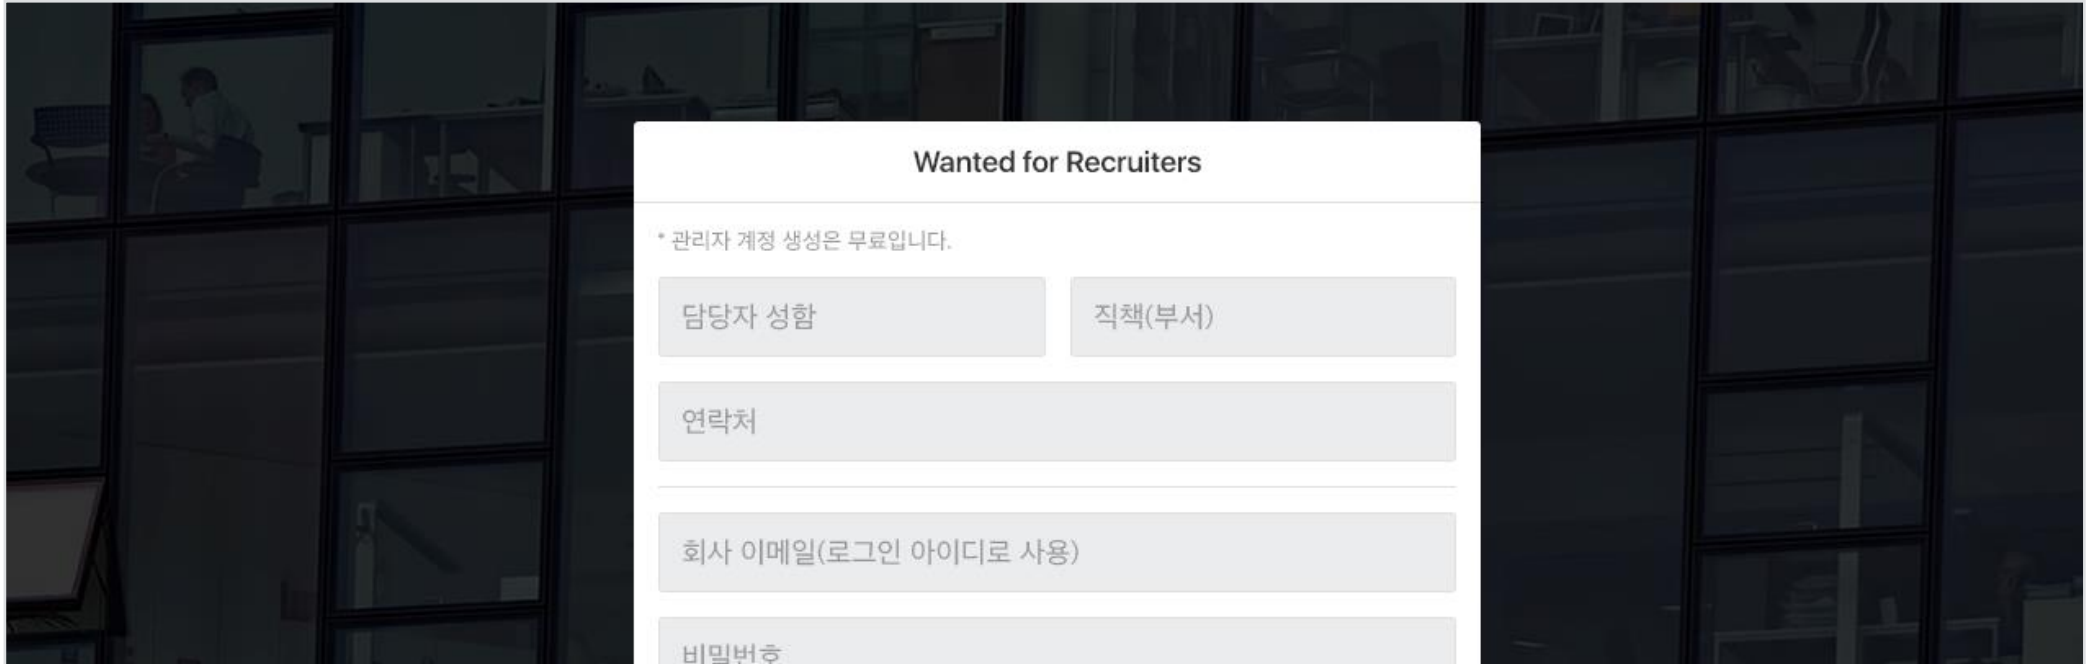 Wanted for Recruiters
* 관리자 계정 생성은 무료입니다.
담당자 성함
직책(부서)
연락처
회사 이메일(로그인 아이디로 사용)
비밀번호